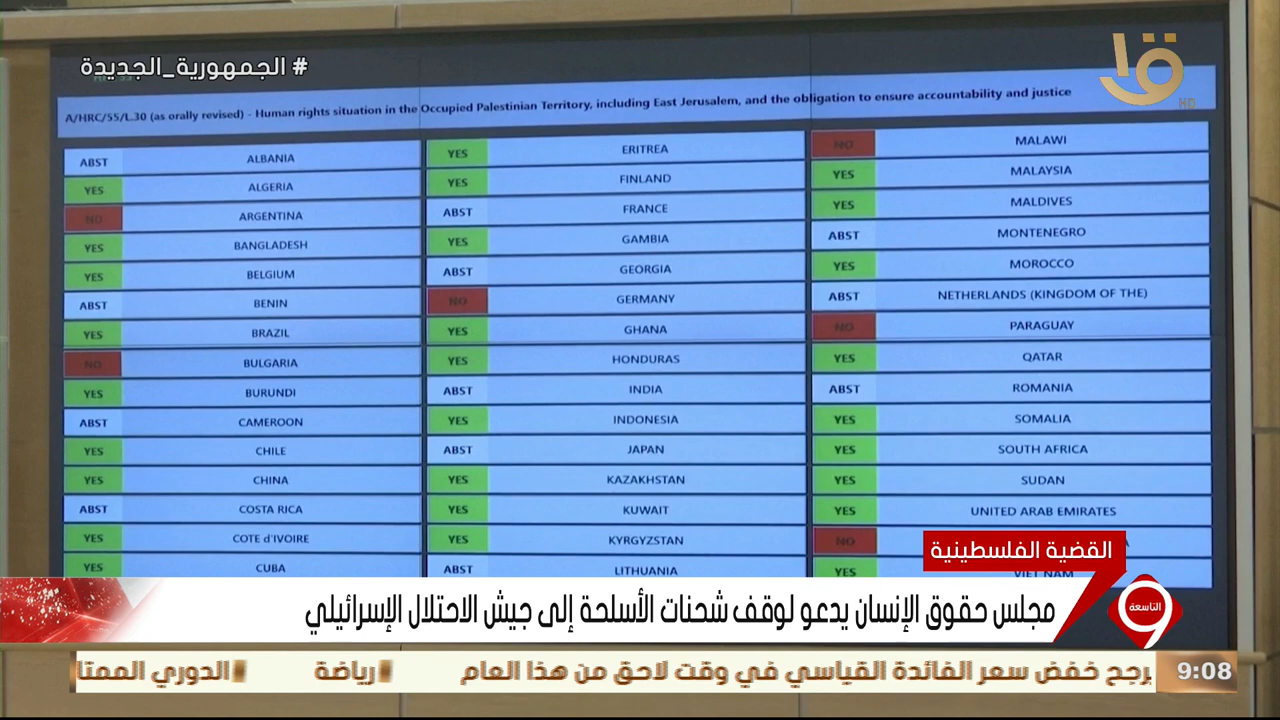 # الجمهورية_الجديدة
HD
A/HRC/55/L.30 (as orally revised) - Human rights situation in the Occupied Palestinian Territory, including East Jerusalem, and the obligation to ensure accountability and justice
ABST ALBANIA
YES ALGERIA
NO ARGENTINA
YES BANGLADESH
YES BELGIUM
ABST BENIN
YES BRAZIL
NO BULGARIA
YES BURUNDI
ABST CAMEROON
YES CHILE
YES CHINA
ABST COSTA RICA
YES COTE d'IVOIRE
YES CUBA
YES ERITREA
YES FINLAND
ABST FRANCE
YES GAMBIA
ABST GEORGIA
NO GERMANY
YES GHANA
YES HONDURAS
ABST INDIA
YES INDONESIA
ABST JAPAN
YES KAZAKHSTAN
YES KUWAIT
YES KYRGYZSTAN
ABST LITHUANIA
NO MALAWI
YES MALAYSIA
YES MALDIVES
ABST MONTENEGRO
YES MOROCCO
ABST NETHERLANDS (KINGDOM OF THE)
NO PARAGUAY
YES QATAR
ABST ROMANIA
YES SOMALIA
YES SOUTH AFRICA
YES SUDAN
YES UNITED ARAB EMIRATES
NO
YES VIET NAM
القضية الفلسطينية
مجلس حقوق الإنسان يدعو لوقف شحنات الأسلحة إلى جيش الاحتلال الإسرائيلي
التاسعة
9
يرجح خفض سعر الفائدة القياسي في وقت لاحق من هذا العام رياضة الدوري
9:08